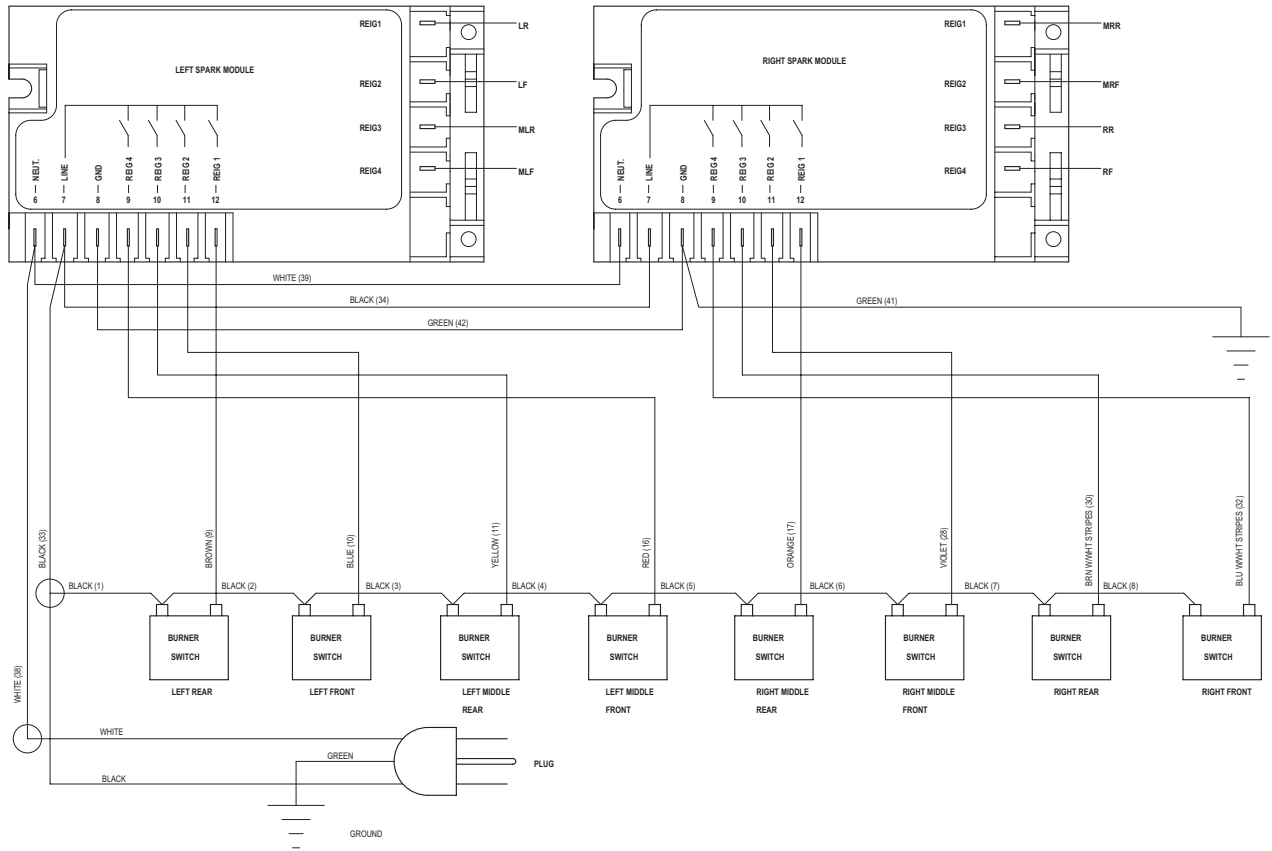 REIG1
LR
LEFT SPARK MODULE
REIG2
LF
REIG3
MLR
REIG4
MLF
6 — NEUT.
7 — LINE
8 — GND
9 — REIG 4
10 — REIG 3
11 — REIG 2
12 — REIG 1
REIG1
MRR
RIGHT SPARK MODULE
REIG2
MRF
REIG3
RR
REIG4
RF
6 — NEUT.
7 — LINE
8 — GND
9 — REIG 4
10 — REIG 3
11 — REIG 2
12 — REIG 1
WHITE (39)
BLACK (34)
GREEN (41)
GREEN (42)
BLACK (33)
BROWN (9)
BLUE (10)
YELLOW (11)
RED (16)
ORANGE (17)
VIOLET (28)
BRN W/WHT STRIPES (30)
BLU W/WHT STRIPES (32)
BLACK (1)
BLACK (2)
BLACK (3)
BLACK (4)
BLACK (5)
BLACK (6)
BLACK (7)
BLACK (8)
BURNER
SWITCH
LEFT REAR
BURNER
SWITCH
LEFT FRONT
BURNER
SWITCH
LEFT MIDDLE
REAR
BURNER
SWITCH
LEFT MIDDLE
FRONT
BURNER
SWITCH
RIGHT MIDDLE
REAR
BURNER
SWITCH
RIGHT MIDDLE
FRONT
BURNER
SWITCH
RIGHT REAR
BURNER
SWITCH
RIGHT FRONT
WHITE (38)
WHITE
GREEN
PLUG
BLACK
GROUND